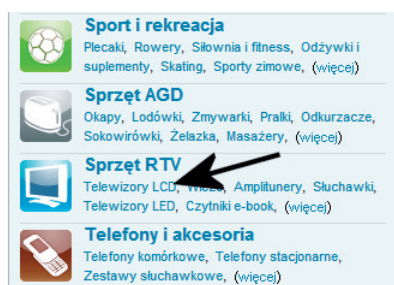 Sport i rekreacja
Plecaki, Rowery, Siłownia i fitness, Odżywki i
suplementy, Skating, Sporty zimowe, (więcej)
Sprzęt AGD
Okapy, Lodówki, Zmywarki, Pralki, Odkurzacze,
Sokowirówki, Żelazka, Masażery, (więcej)
Sprzęt RTV
Telewizory LCD, Amplitunery, Słuchawki,
Telewizory LED, Czytniki e-book, (więcej)
Telefony i akcesoria
Telefony komórkowe, Telefony stacjonarne,
Zestawy słuchawkowe, (więcej)